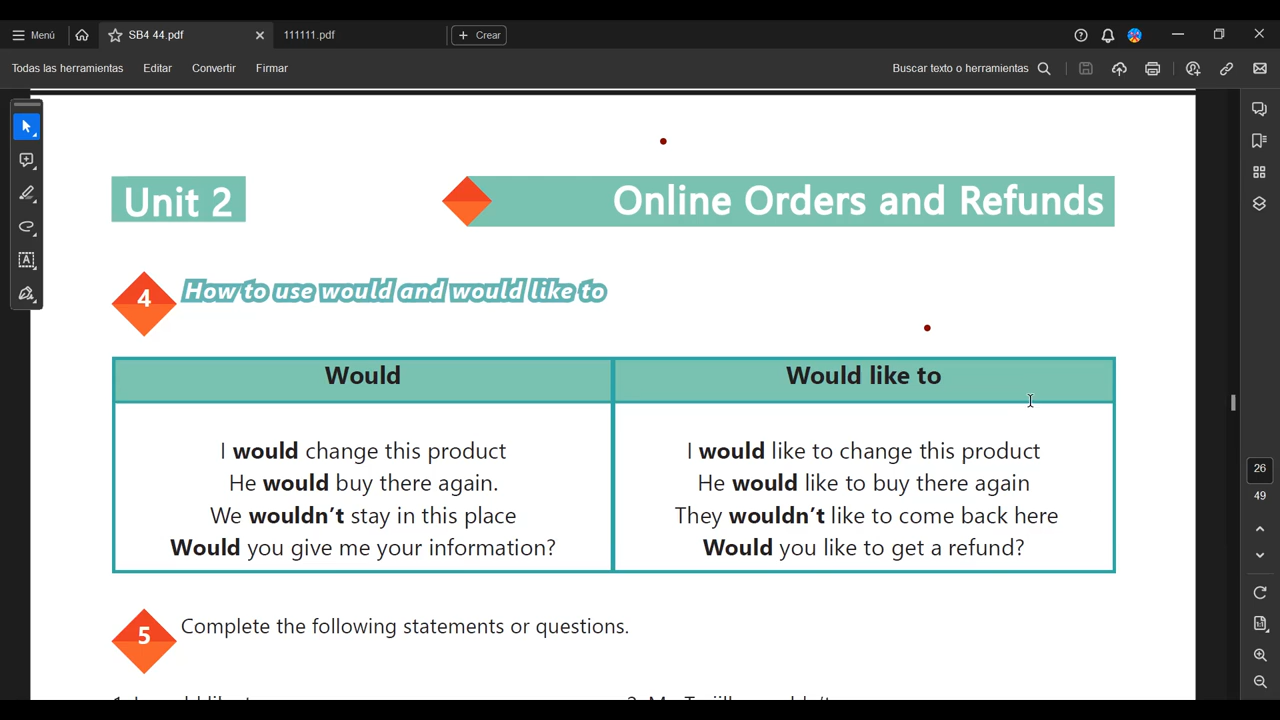 Menú
SB4 44.pdf
111111.pdf
Crear
Todas las herramientas
Editar
Convertir
Firmar
Buscar texto o herramientas
Unit 2
Online Orders and Refunds
4
How to use would and would like to
Would
I would change this product
He would buy there again.
We wouldn't stay in this place
Would you give me your information?
Would like to
I would like to change this product
He would like to buy there again
They wouldn't like to come back here
Would you like to get a refund?
5
Complete the following statements or questions.
26
49